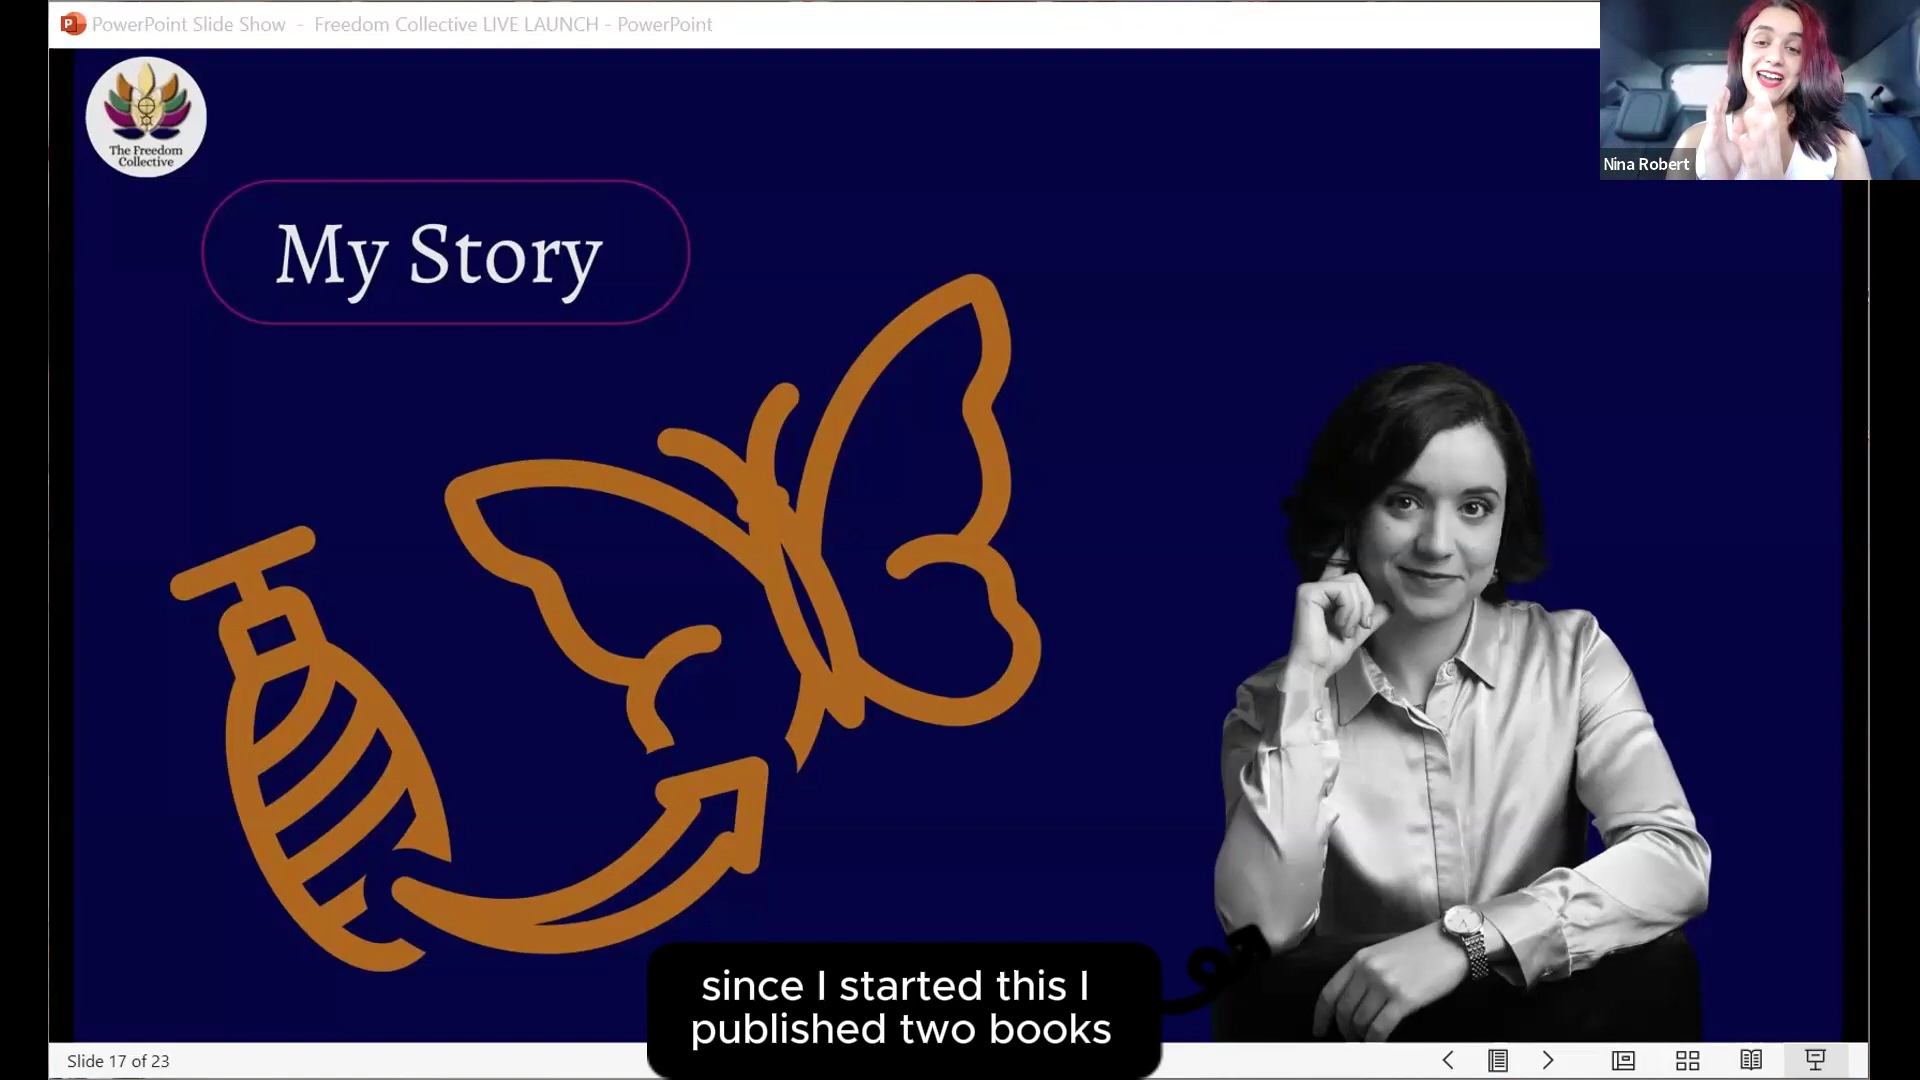 PowerPoint Slide Show - Freedom Collective LIVE LAUNCH - PowerPoint
The Freedom
Collective
Nina Robert
My Story
since I started this I
published two books
Slide 17 of 23